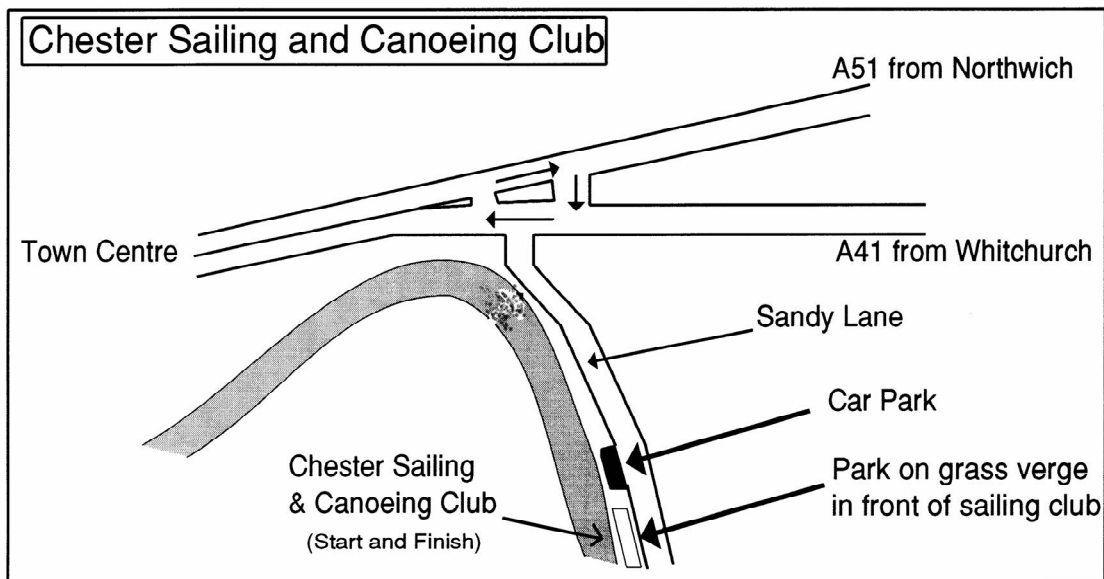 Chester Sailing and Canoeing Club
A51 from Northwich
Town Centre
A41 from Whitchurch
Sandy Lane
Car Park
Chester Sailing
& Canoeing Club
(Start and Finish)
Park on grass verge
in front of sailing club